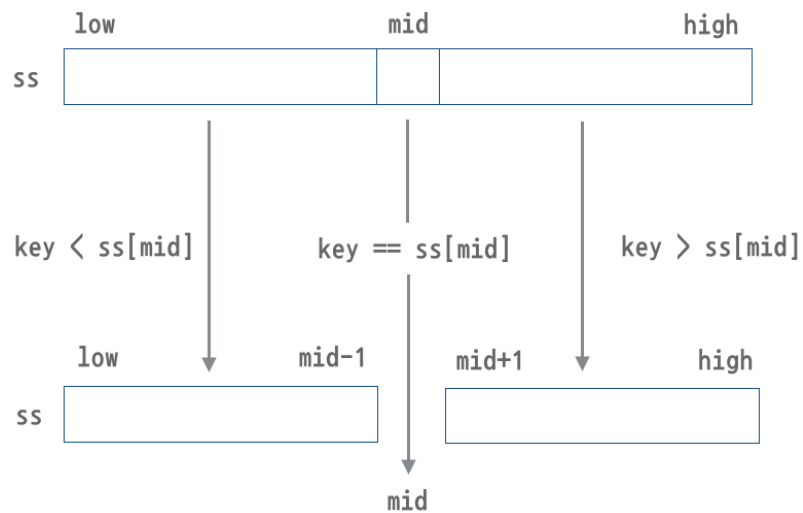 low mid high
ss
key < ss[mid] key == ss[mid] key > ss[mid]
low mid-1 mid+1 high
ss
mid